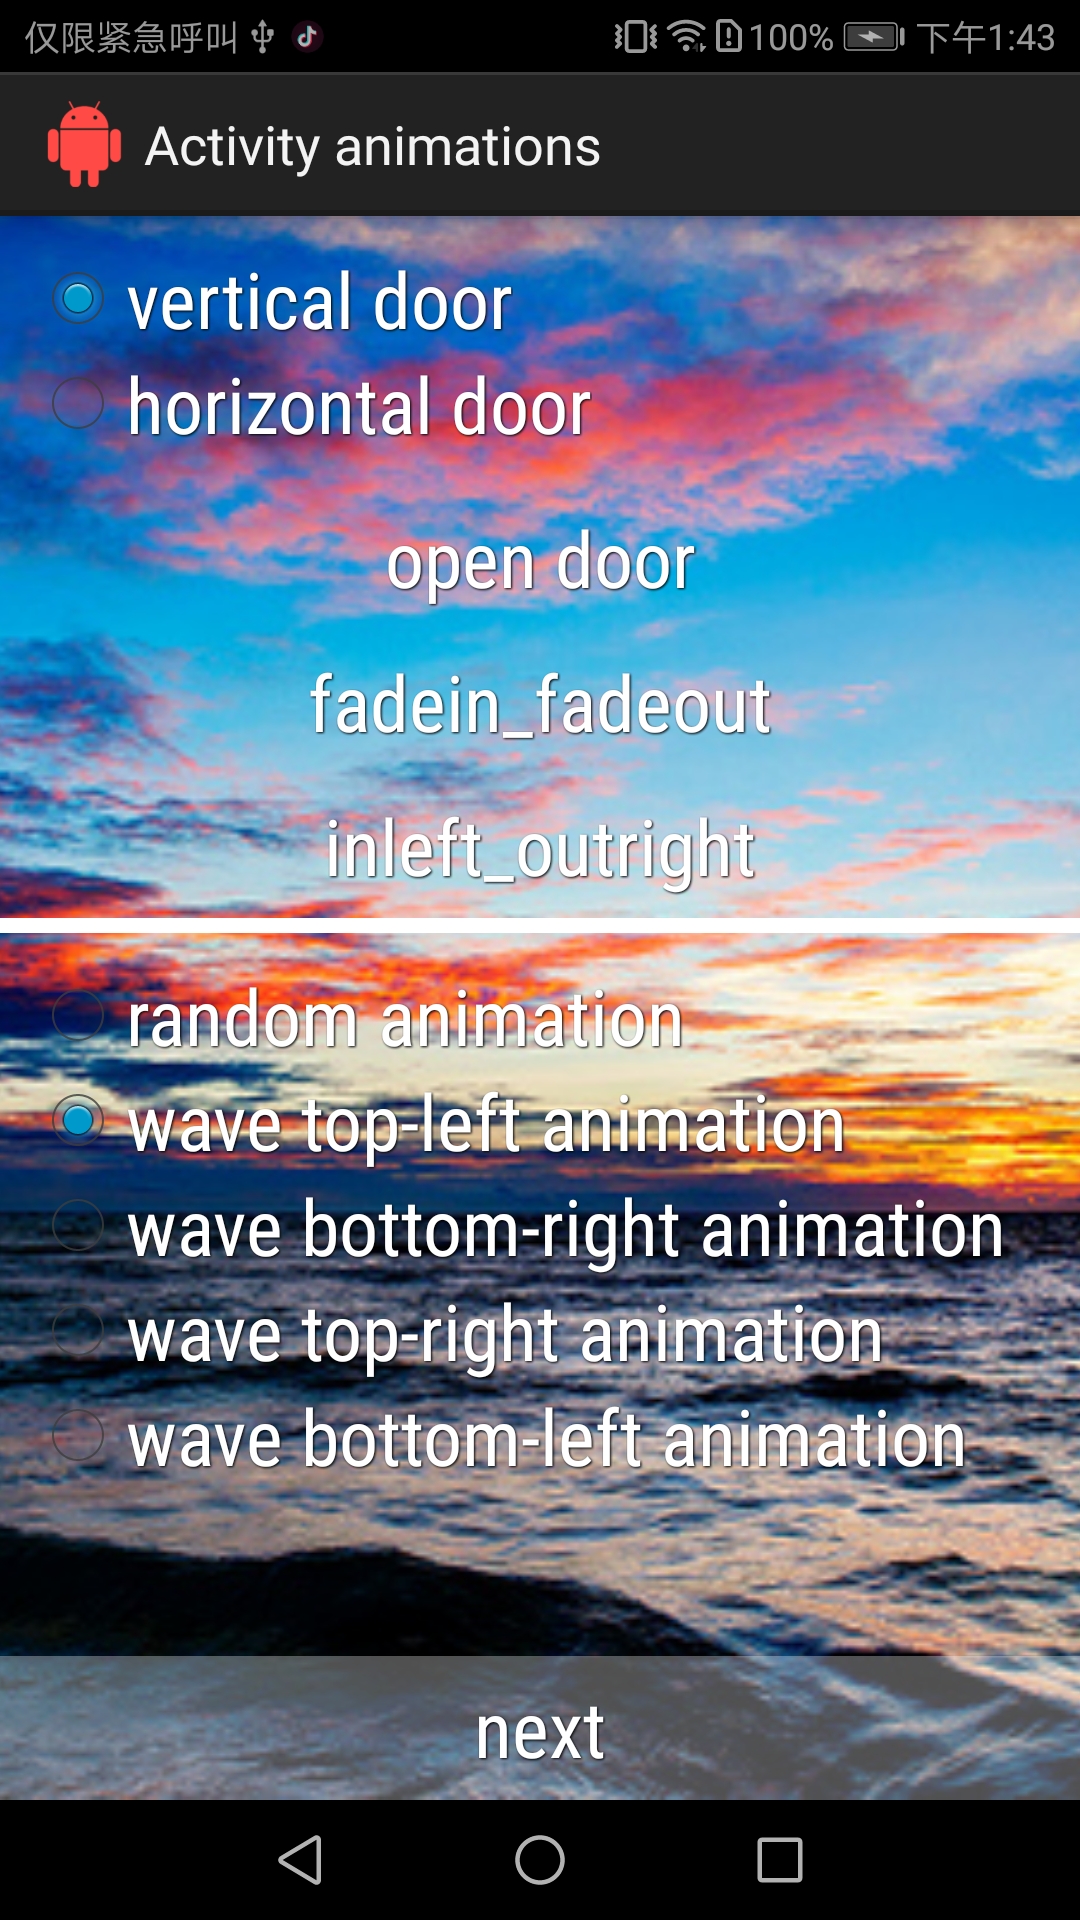 仅限紧急呼叫 100% 下午1:43
Activity animations
vertical door
horizontal door
open door
fadein_fadeout
inleft_outright
random animation
wave top-left animation
wave bottom-right animation
wave top-right animation
wave bottom-left animation
next